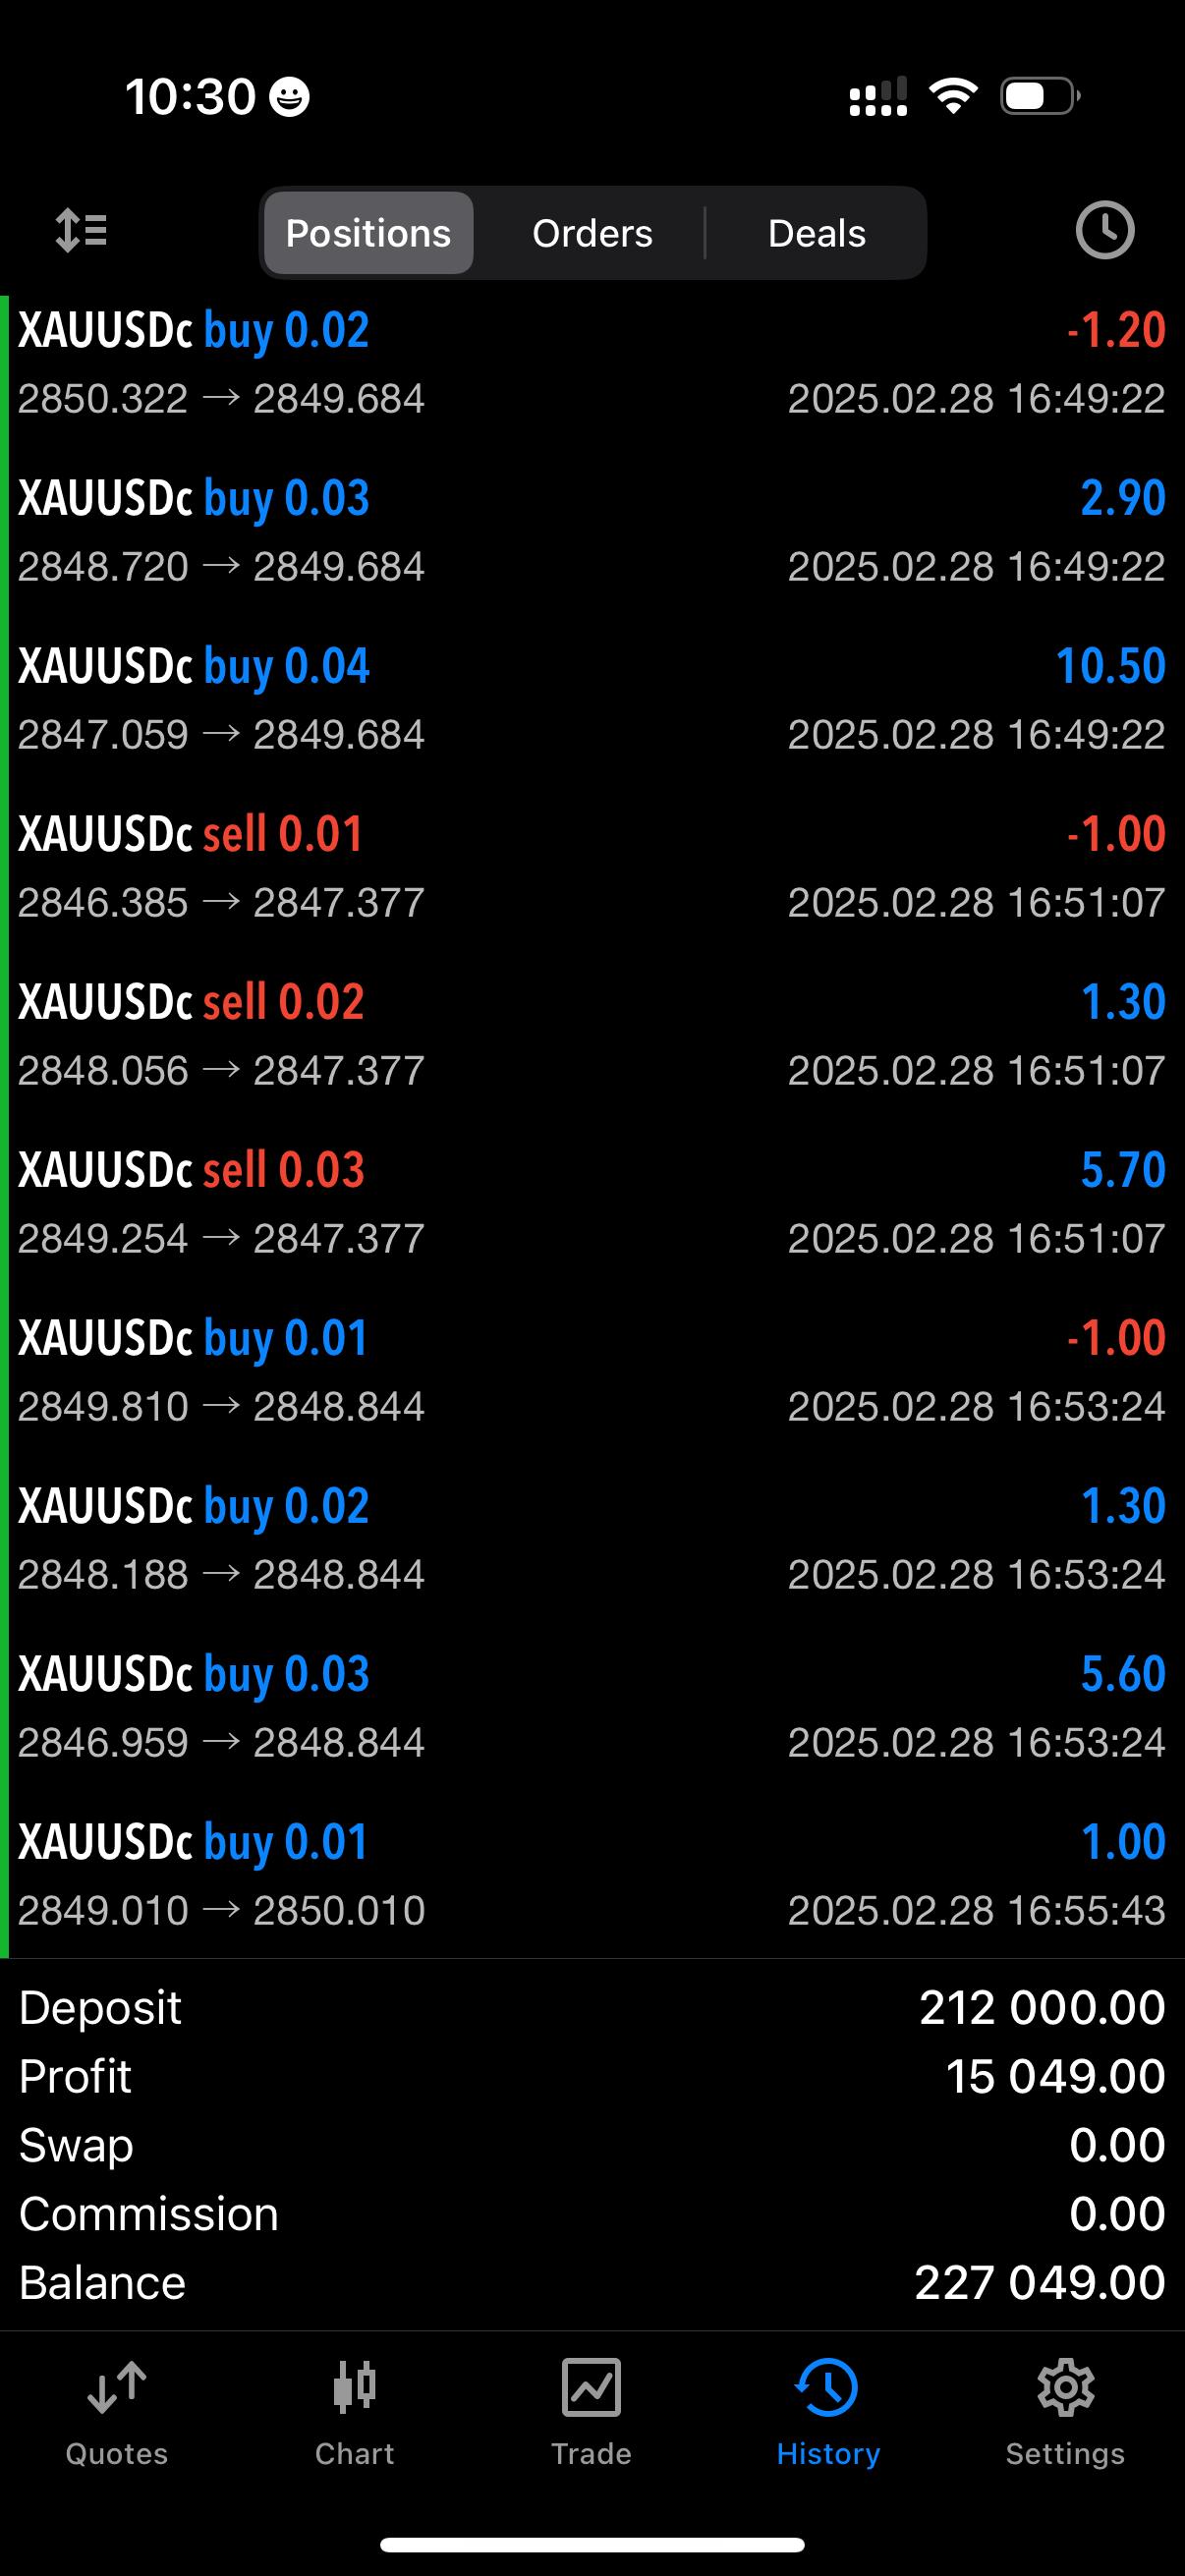 10:30
Positions Orders Deals
XAUUSDc buy 0.02 -1.20
2850.322 → 2849.684 2025.02.28 16:49:22
XAUUSDc buy 0.03 2.90
2848.720 → 2849.684 2025.02.28 16:49:22
XAUUSDc buy 0.04 10.50
2847.059 → 2849.684 2025.02.28 16:49:22
XAUUSDc sell 0.01 -1.00
2846.385 → 2847.377 2025.02.28 16:51:07
XAUUSDc sell 0.02 1.30
2848.056 → 2847.377 2025.02.28 16:51:07
XAUUSDc sell 0.03 5.70
2849.254 → 2847.377 2025.02.28 16:51:07
XAUUSDc buy 0.01 -1.00
2849.810 → 2848.844 2025.02.28 16:53:24
XAUUSDc buy 0.02 1.30
2848.188 → 2848.844 2025.02.28 16:53:24
XAUUSDc buy 0.03 5.60
2846.959 → 2848.844 2025.02.28 16:53:24
XAUUSDc buy 0.01 1.00
2849.010 → 2850.010 2025.02.28 16:55:43
Deposit 212 000.00
Profit 15 049.00
Swap 0.00
Commission 0.00
Balance 227 049.00
Quotes Chart Trade History Settings